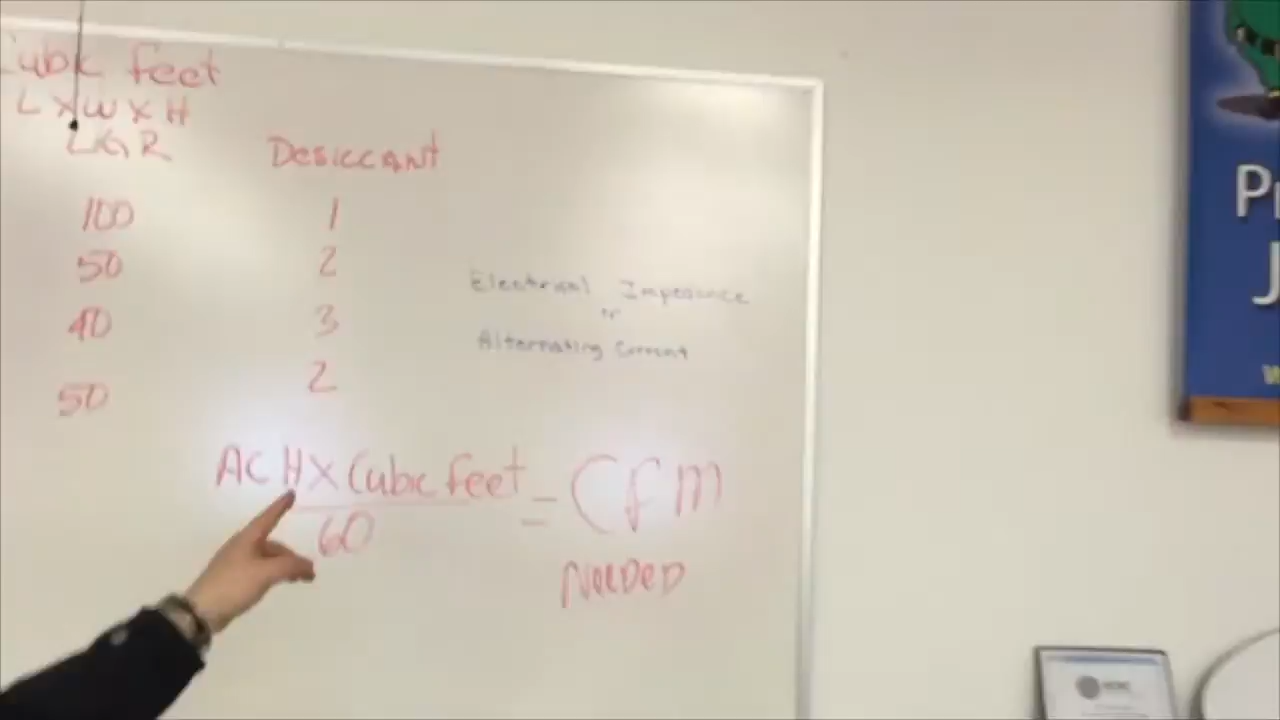 Cubic feet
L X W X H
LGR Desiccant
100 1
50 2
40 3
50 2
Electrical Impedance
or
Alternating Current
ACH X Cubic feet = CFM
60
Needed
P
J
W